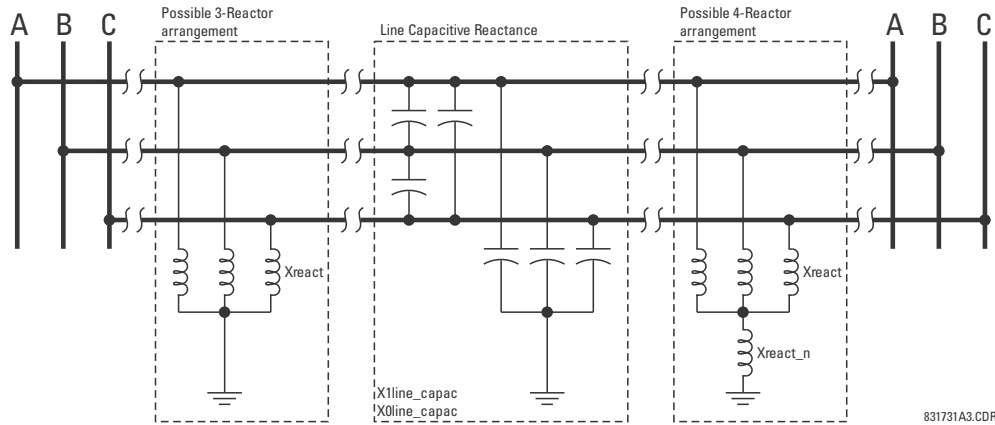 A B C
Possible 3-Reactor
arrangement
Line Capacitive Reactance
Possible 4-Reactor
arrangement
A B C
Xreact
Xreact
Xreact_n
X1line_capac
X0line_capac
831731A3.CDR